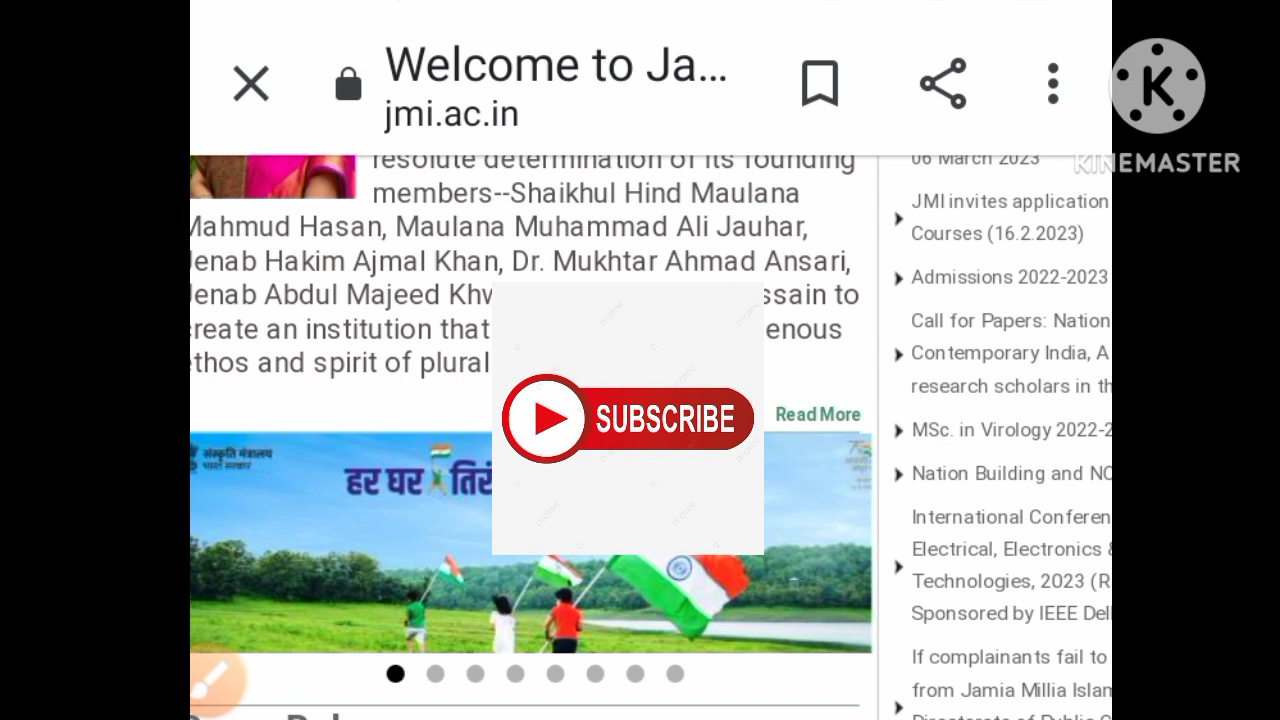 Welcome to Ja...
jmi.ac.in
KINEMASTER
resolute determination of its founding
members--Shaikhul Hind Maulana
Mahmud Hasan, Maulana Muhammad Ali Jauhar,
Jenab Hakim Ajmal Khan, Dr. Mukhtar Ahmad Ansari,
Jenab Abdul Majeed Khw ssain to
create an institution that enous
ethos and spirit of plural
SUBSCRIBE
Read More
संस्कृति मंत्रालय
भारत सरकार
हर घर तिरं
06 March 2023
JMI invites application
Courses (16.2.2023)
Admissions 2022-2023
Call for Papers: Nation
Contemporary India, A
research scholars in th
MSc. in Virology 2022-2
Nation Building and NC
International Conferen
Electrical, Electronics &
Technologies, 2023 (R
Sponsored by IEEE Del
If complainants fail to
from Jamia Millia Islam